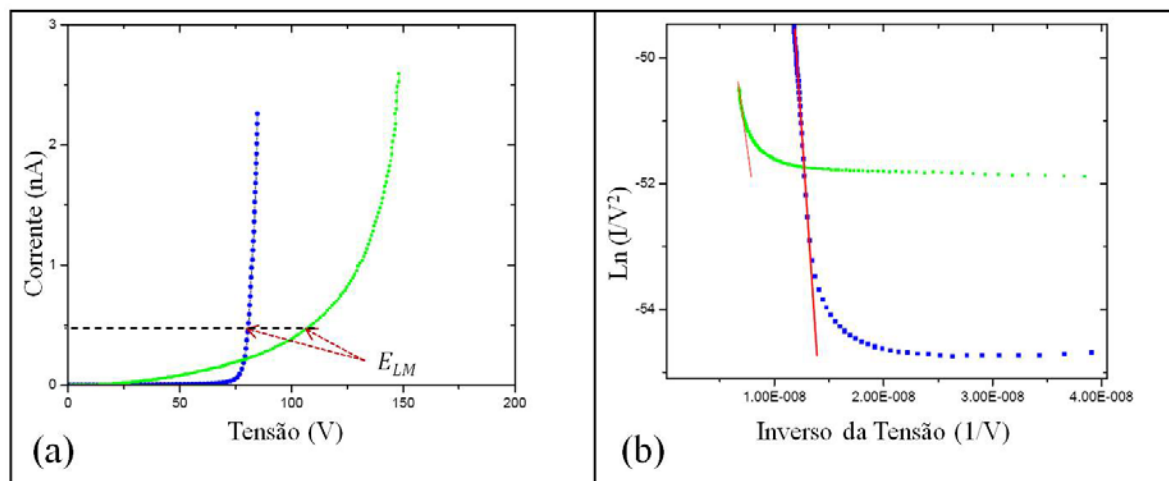 3
2
1
0
0
50
100
150
200
Corrente (nA)
Tensão (V)
E_LM
(a)
-50
-52
-54
1.00E-008
2.00E-008
3.00E-008
4.00E-008
Ln (I/V²)
Inverso da Tensão (1/V)
(b)